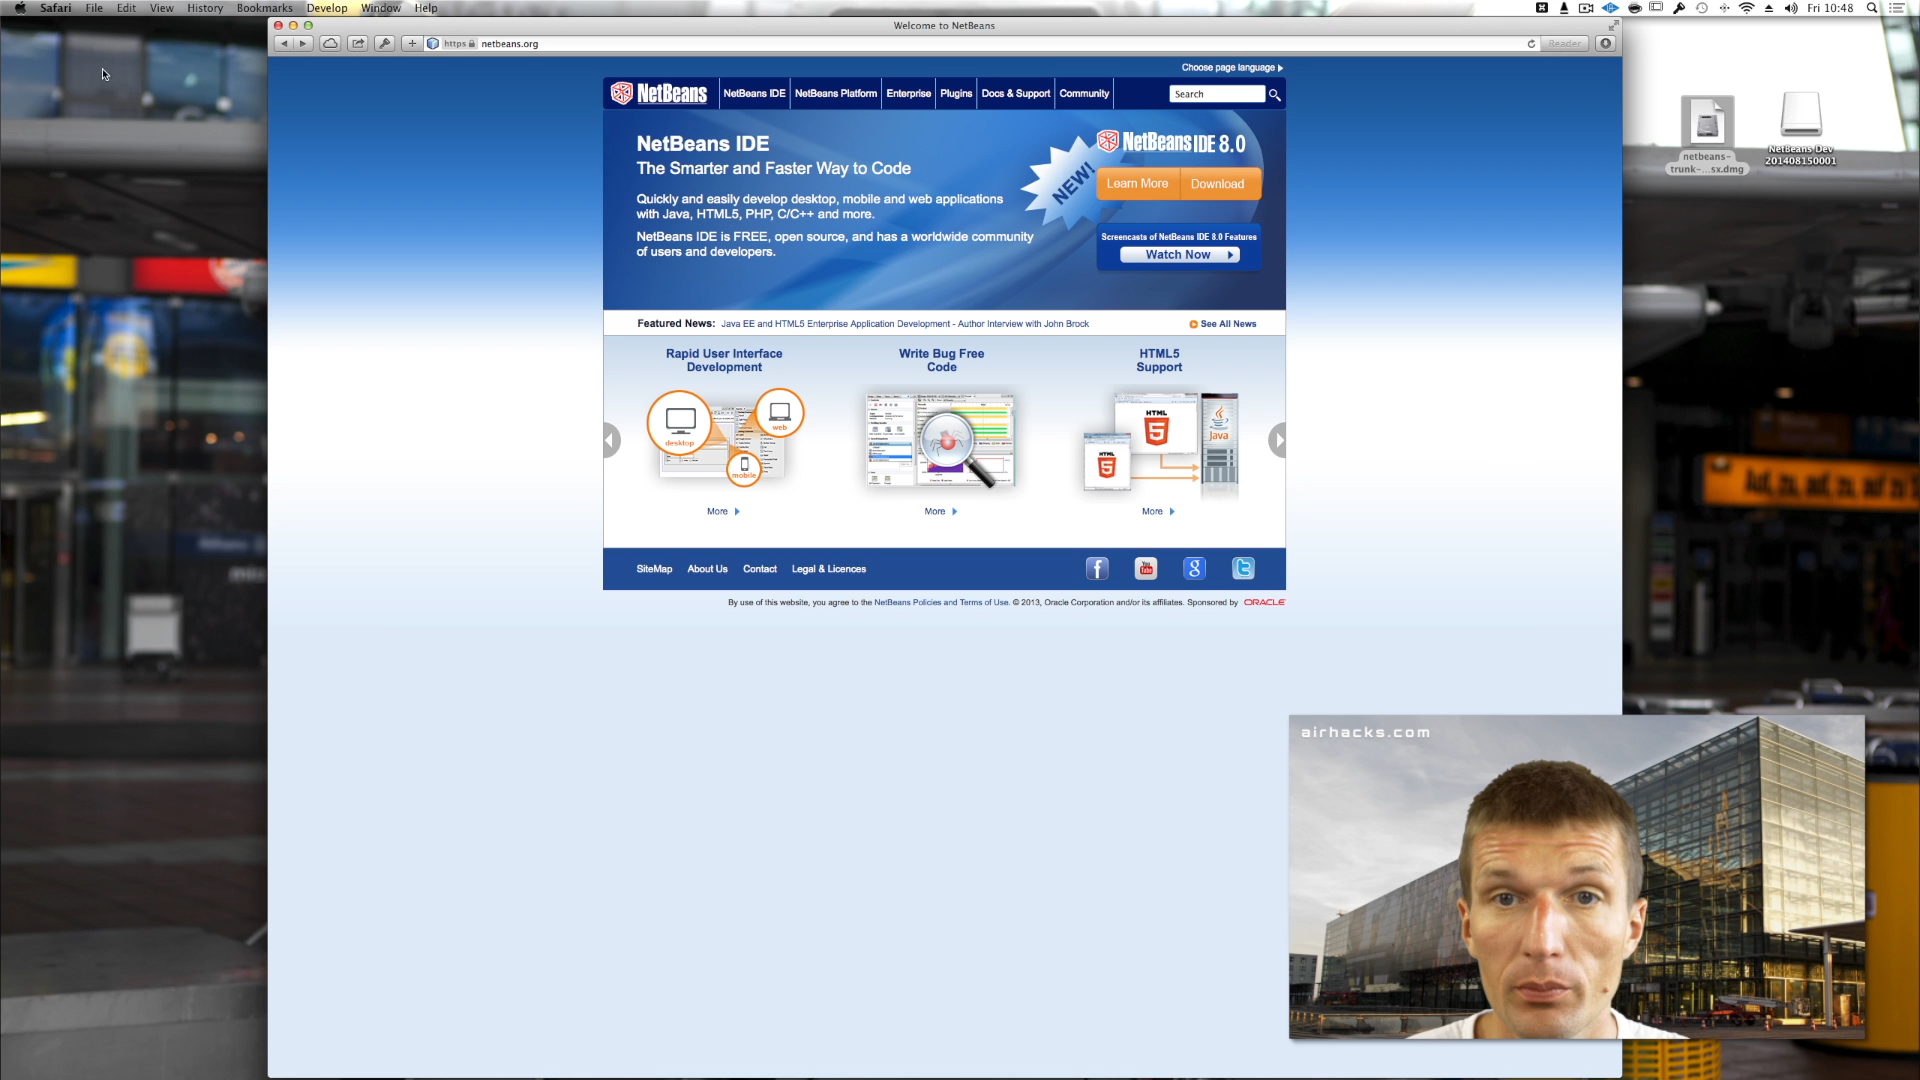 Safari File Edit View History Bookmarks Develop Window Help
Fri 10:48
Welcome to NetBeans
https netbeans.org
Reader
Choose page language
NetBeans
NetBeans IDE NetBeans Platform Enterprise Plugins Docs & Support Community
Search
NetBeans IDE
The Smarter and Faster Way to Code
Quickly and easily develop desktop, mobile and web applications
with Java, HTML5, PHP, C/C++ and more.
NetBeans IDE is FREE, open source, and has a worldwide community
of users and developers.
NEW!
NetBeans IDE 8.0
Learn More Download
Screencasts of NetBeans IDE 8.0 Features
Watch Now
netbeans-
trunk-...sx.dmg
NetBeans Dev
201408150001
Featured News: Java EE and HTML5 Enterprise Application Development - Author Interview with John Brock
See All News
Rapid User Interface
Development
desktop
web
mobile
More
Write Bug Free
Code
More
HTML5
Support
HTML
5
HTML
5
Java
More
SiteMap About Us Contact Legal & Licences
You
Tube
By use of this website, you agree to the NetBeans Policies and Terms of Use. © 2013, Oracle Corporation and/or its affiliates. Sponsored by ORACLE
airhacks.com